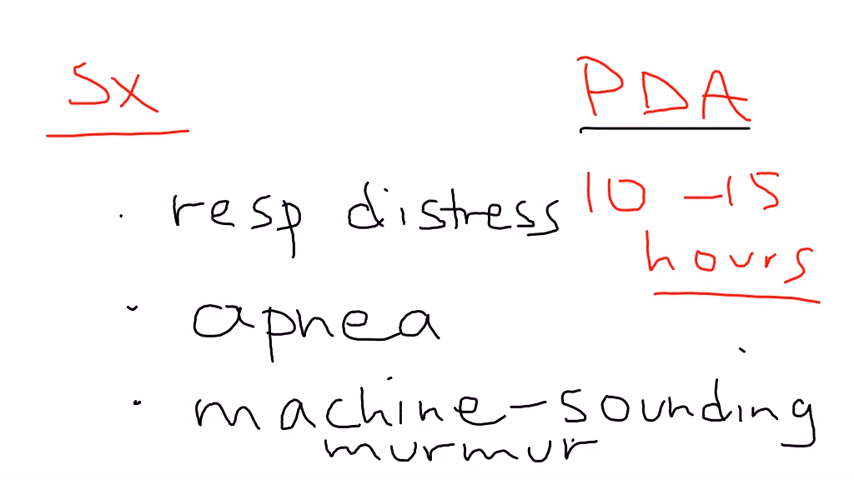 Sx
PDA
10-15
hours
· resp distress
· apnea
· machine-sounding
murmur